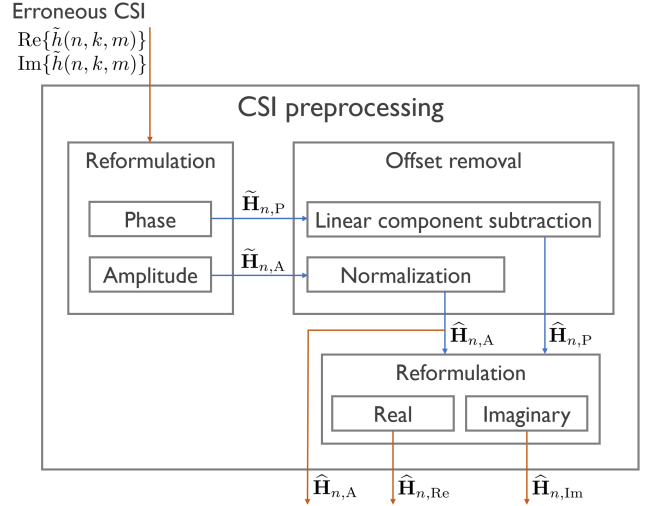 Erroneous CSI
Re{h̃(n, k, m)}
Im{h̃(n, k, m)}
CSI preprocessing
Reformulation
Offset removal
Phase
H̃n,P
Linear component subtraction
Amplitude
H̃n,A
Normalization
Ĥn,A
Ĥn,P
Reformulation
Real
Imaginary
Ĥn,A
Ĥn,Re
Ĥn,Im